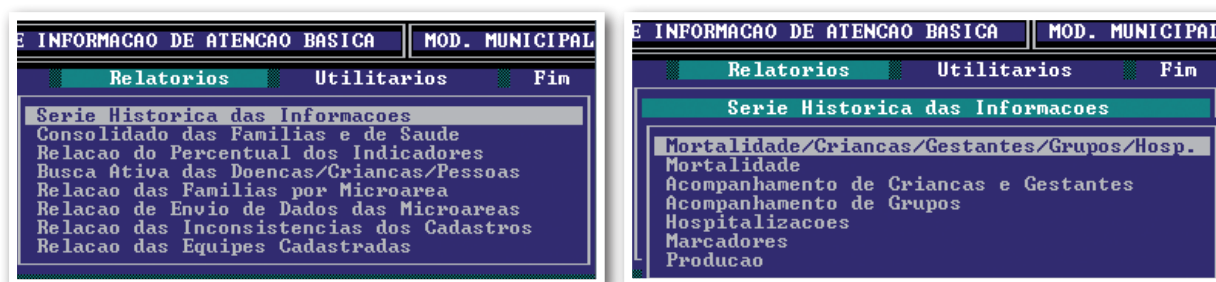 E INFORMACAO DE ATENCAO BASICA MOD. MUNICIPAL
Relatorios Utilitarios Fim
Serie Historica das Informacoes
Consolidado das Familias e de Saude
Relacao do Percentual dos Indicadores
Busca Ativa das Doencas/Criancas/Pessoas
Relacao das Familias por Microarea
Relacao de Envio de Dados das Microareas
Relacao das Inconsistencias dos Cadastros
Relacao das Equipes Cadastradas
E INFORMACAO DE ATENCAO BASICA MOD. MUNICIPAL
Relatorios Utilitarios Fim
Serie Historica das Informacoes
Mortalidade/Criancas/Gestantes/Grupos/Hosp.
Mortalidade
Acompanhamento de Criancas e Gestantes
Acompanhamento de Grupos
Hospitalizacoes
Marcadores
Producao